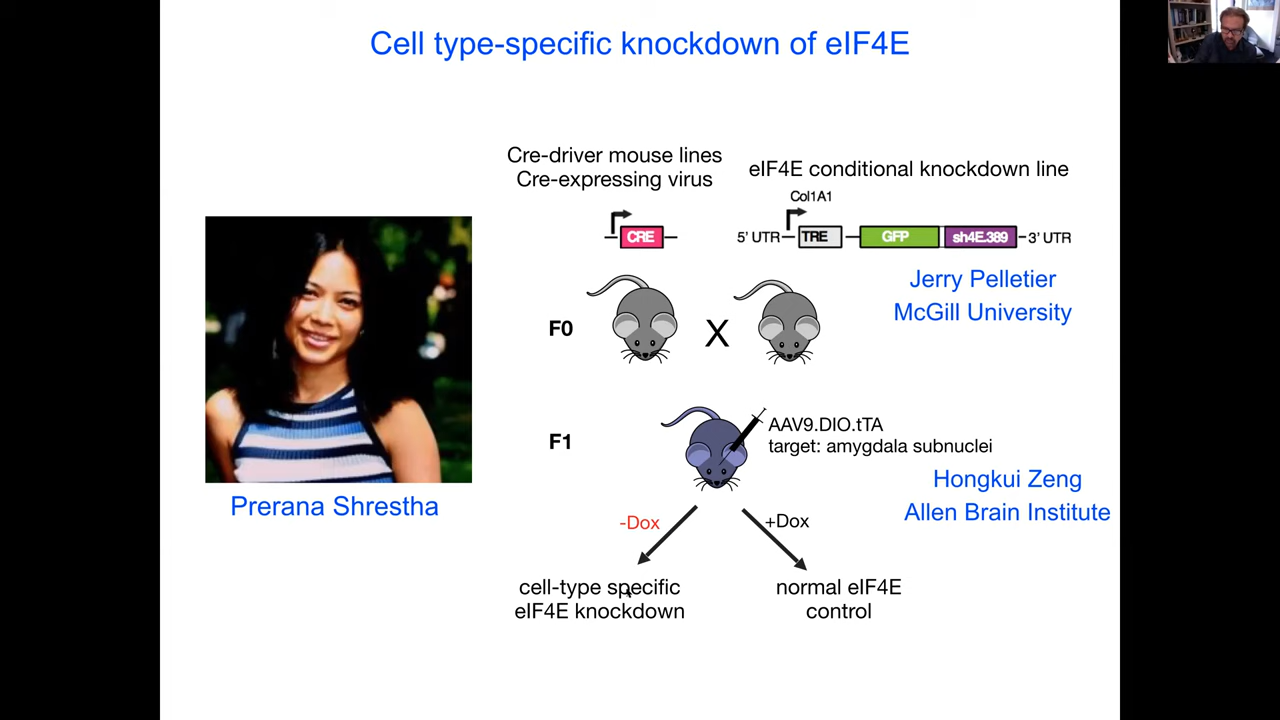 Cell type-specific knockdown of eIF4E
Cre-driver mouse lines
Cre-expressing virus
eIF4E conditional knockdown line
Col1A1
CRE
5' UTR
TRE
GFP
sh4E.389
3' UTR
Jerry Pelletier
McGill University
F0
X
F1
AAV9.DIO.tTA
target: amygdala subnuclei
Hongkui Zeng
Allen Brain Institute
Prerana Shrestha
-Dox
+Dox
cell-type specific
eIF4E knockdown
normal eIF4E
control